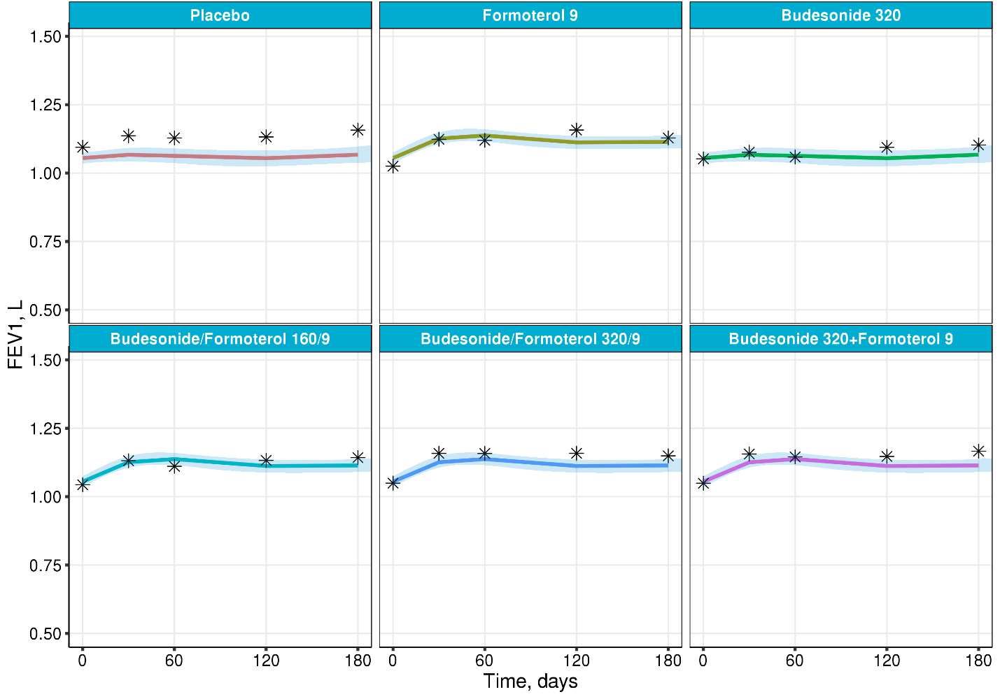 Placebo
Formoterol 9
Budesonide 320
1.50
1.25
1.00
0.75
0.50
FEV1, L
Budesonide/Formoterol 160/9
Budesonide/Formoterol 320/9
Budesonide 320+Formoterol 9
1.50
1.25
1.00
0.75
0.50
0 60 120 180
0 60 120 180
0 60 120 180
Time, days